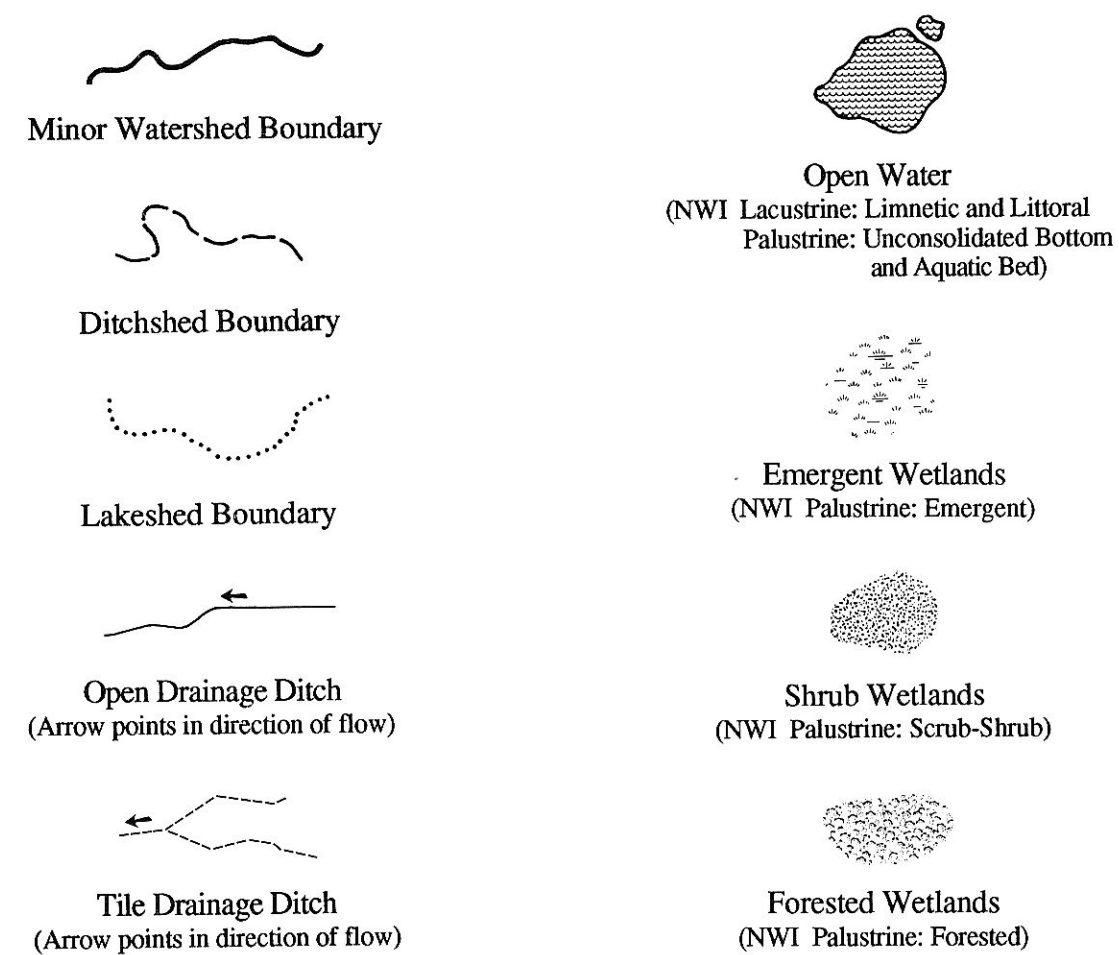 Minor Watershed Boundary
Ditchshed Boundary
Lakeshed Boundary
Open Drainage Ditch
(Arrow points in direction of flow)
Tile Drainage Ditch
(Arrow points in direction of flow)
Open Water
(NWI Lacustrine: Limnetic and Littoral
Palustrine: Unconsolidated Bottom
and Aquatic Bed)
Emergent Wetlands
(NWI Palustrine: Emergent)
Shrub Wetlands
(NWI Palustrine: Scrub-Shrub)
Forested Wetlands
(NWI Palustrine: Forested)